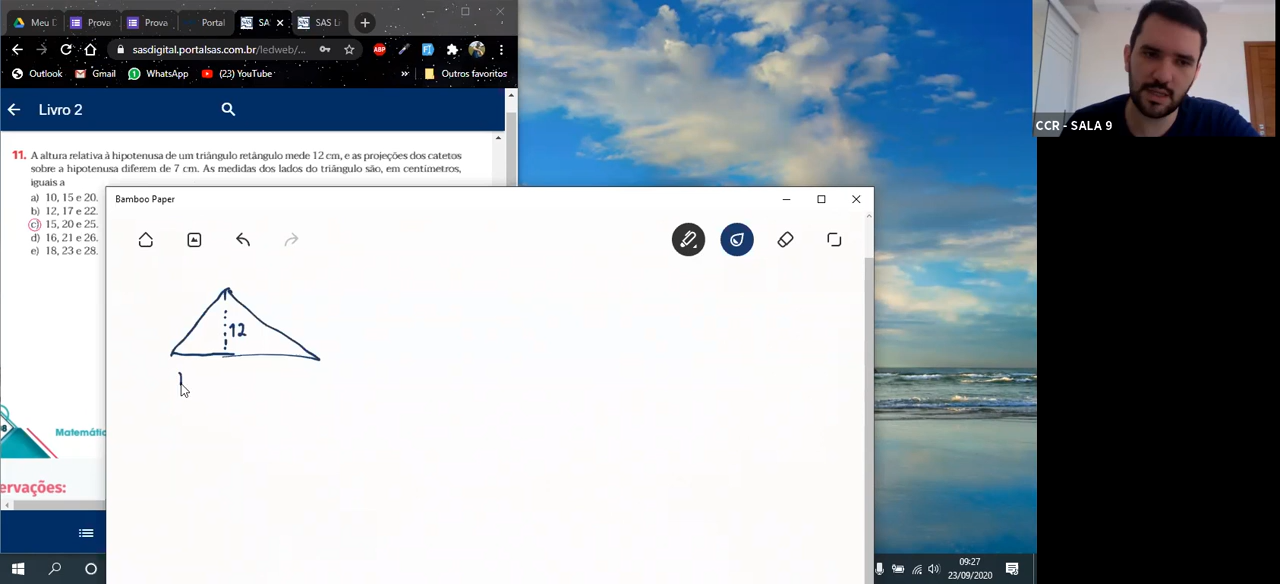 Meu D
Prova
Prova
Portal
SA
SAS L
sasdigital.portalsas.com.br/ledweb/...
ABP
Outlook
Gmail
WhatsApp
(23) YouTube
»
Outros favoritos
Livro 2
11. A altura relativa à hipotenusa de um triângulo retângulo mede 12 cm, e as projeções dos catetos
sobre a hipotenusa diferem de 7 cm. As medidas dos lados do triângulo são, em centímetros,
iguais a
a) 10, 15 e 20.
b) 12, 17 e 22.
c) 15, 20 e 25.
d) 16, 21 e 26.
e) 18, 23 e 28.
Bamboo Paper
12
8
Matemátic
ervações:
CCR - SALA 9
09:27
23/09/2020